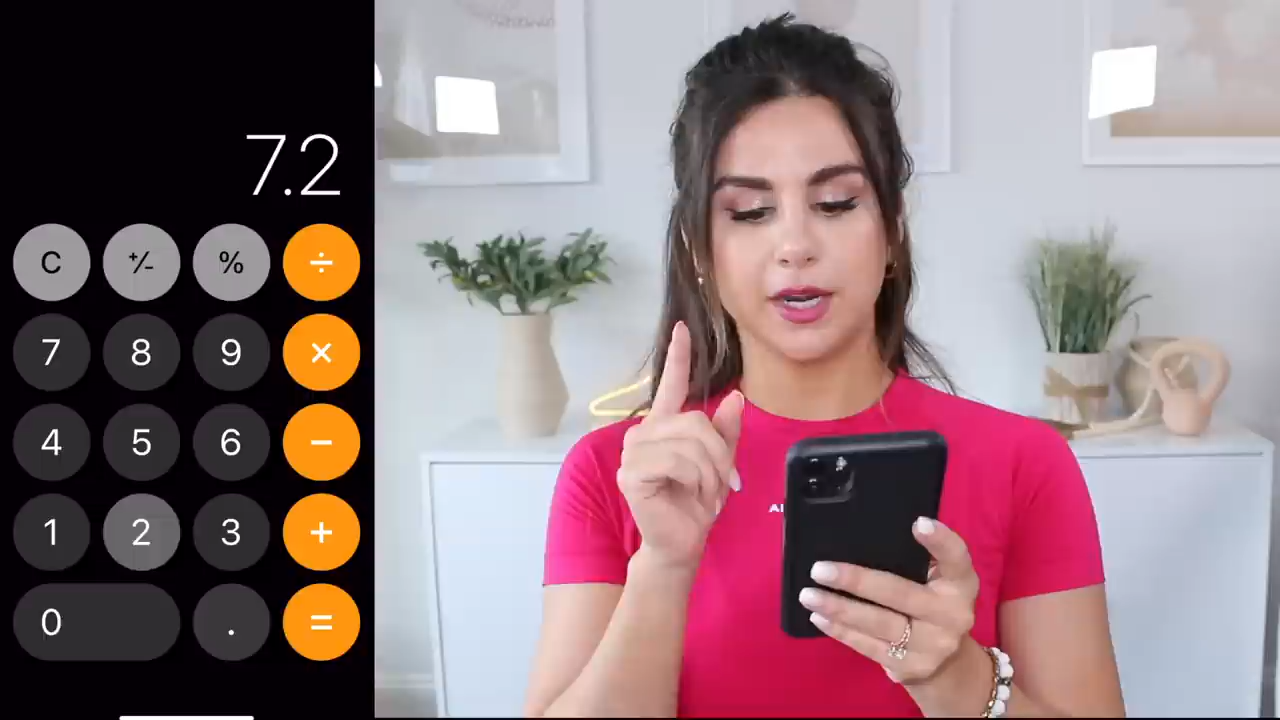 7.2
C +/- % ÷
7 8 9 ×
4 5 6 −
1 2 3 +
0 . =